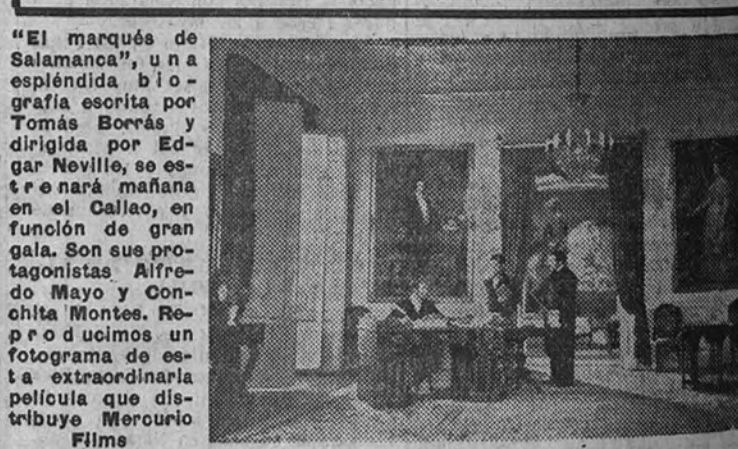 "El marqués de
Salamanca", una
espléndida bio-
grafía escrita por
Tomás Borrás y
dirigida por Ed-
gar Neville, se es-
trenará mañana
en el Callao, en
función de gran
gala. Son sus pro-
tagonistas Alfre-
do Mayo y Con-
chita Montes. Re-
producimos un
fotograma de es-
ta extraordinaria
película que dis-
tribuye Mercurio
Films